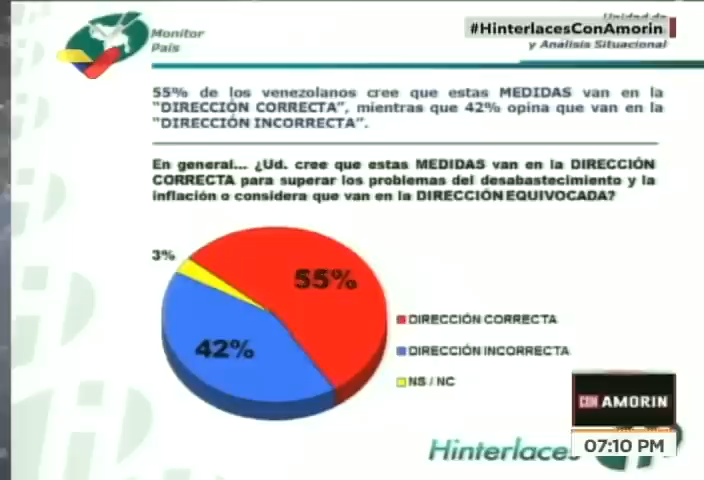 Monitor
País
#HinterlacesConAmorin
y Análisis Situacional
55% de los venezolanos cree que estas MEDIDAS van en la
"DIRECCIÓN CORRECTA", mientras que 42% opina que van en la
"DIRECCIÓN INCORRECTA".
En general... ¿Ud. cree que estas MEDIDAS van en la DIRECCIÓN
CORRECTA para superar los problemas del desabastecimiento y la
inflación o considera que van en la DIRECCIÓN EQUIVOCADA?
3%
55%
42%
DIRECCIÓN CORRECTA
DIRECCIÓN INCORRECTA
NS / NC
CON AMORIN
07:10 PM
Hinterlaces